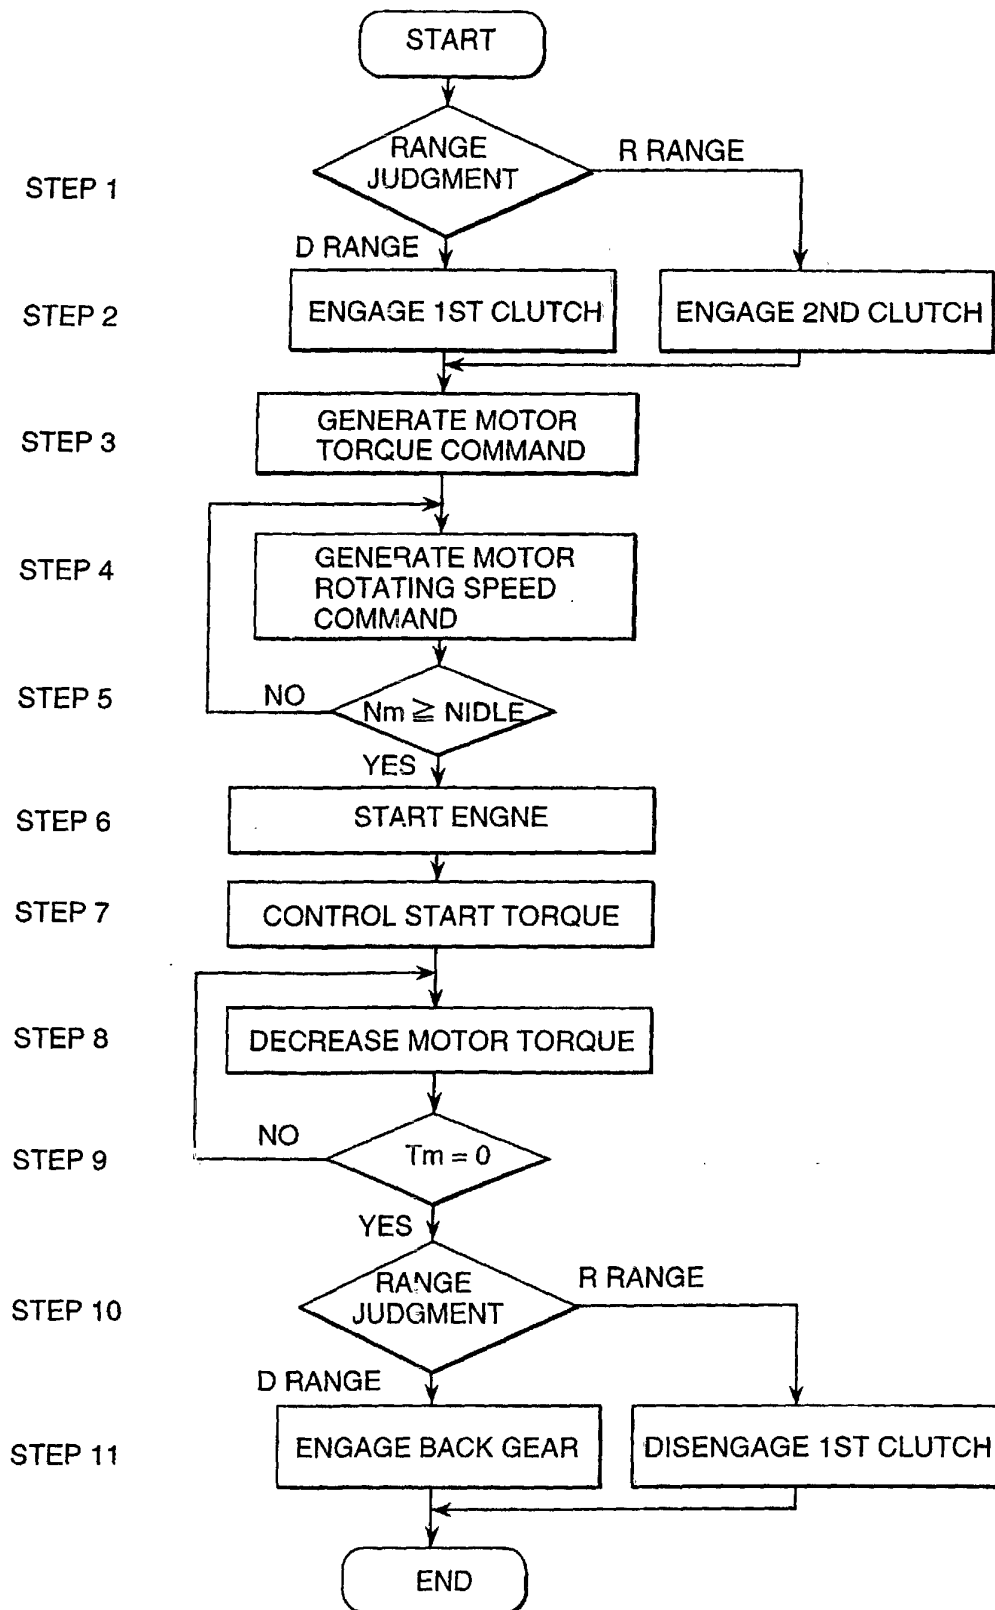 START
STEP 1
RANGE
JUDGMENT
R RANGE
D RANGE
STEP 2
ENGAGE 1ST CLUTCH
ENGAGE 2ND CLUTCH
STEP 3
GENERATE MOTOR
TORQUE COMMAND
STEP 4
GENERATE MOTOR
ROTATING SPEED
COMMAND
STEP 5
NO
Nm ≧ NIDLE
YES
STEP 6
START ENGNE
STEP 7
CONTROL START TORQUE
STEP 8
DECREASE MOTOR TORQUE
STEP 9
NO
Tm = 0
YES
STEP 10
RANGE
JUDGMENT
R RANGE
D RANGE
STEP 11
ENGAGE BACK GEAR
DISENGAGE 1ST CLUTCH
END